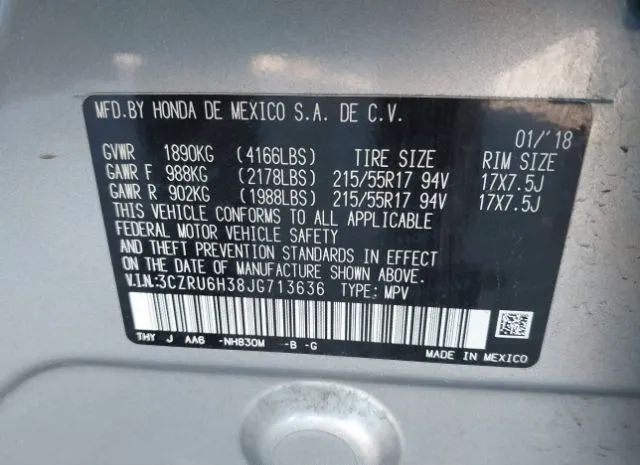 MFD.BY HONDA DE MEXICO S.A. DE C.V.
01/'18
GVWR 1890KG (4166LBS) TIRE SIZE RIM SIZE
GAWR F 988KG (2178LBS) 215/55R17 94V 17X7.5J
GAWR R 902KG (1988LBS) 215/55R17 94V 17X7.5J
THIS VEHICLE CONFORMS TO ALL APPLICABLE
FEDERAL MOTOR VEHICLE SAFETY
AND THEFT PREVENTION STANDARDS IN EFFECT
ON THE DATE OF MANUFACTURE SHOWN ABOVE.
V.I.N.:3CZRU6H38JG713636 TYPE: MPV
THY J AA6 -NH830M -B -G
MADE IN MEXICO